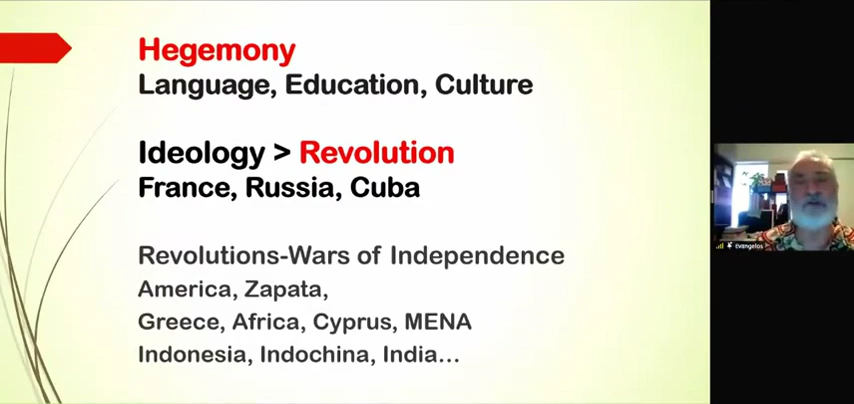 Hegemony
Language, Education, Culture
Ideology > Revolution
France, Russia, Cuba
Revolutions-Wars of Independence
America, Zapata,
Greece, Africa, Cyprus, MENA
Indonesia, Indochina, India...
Evangelos